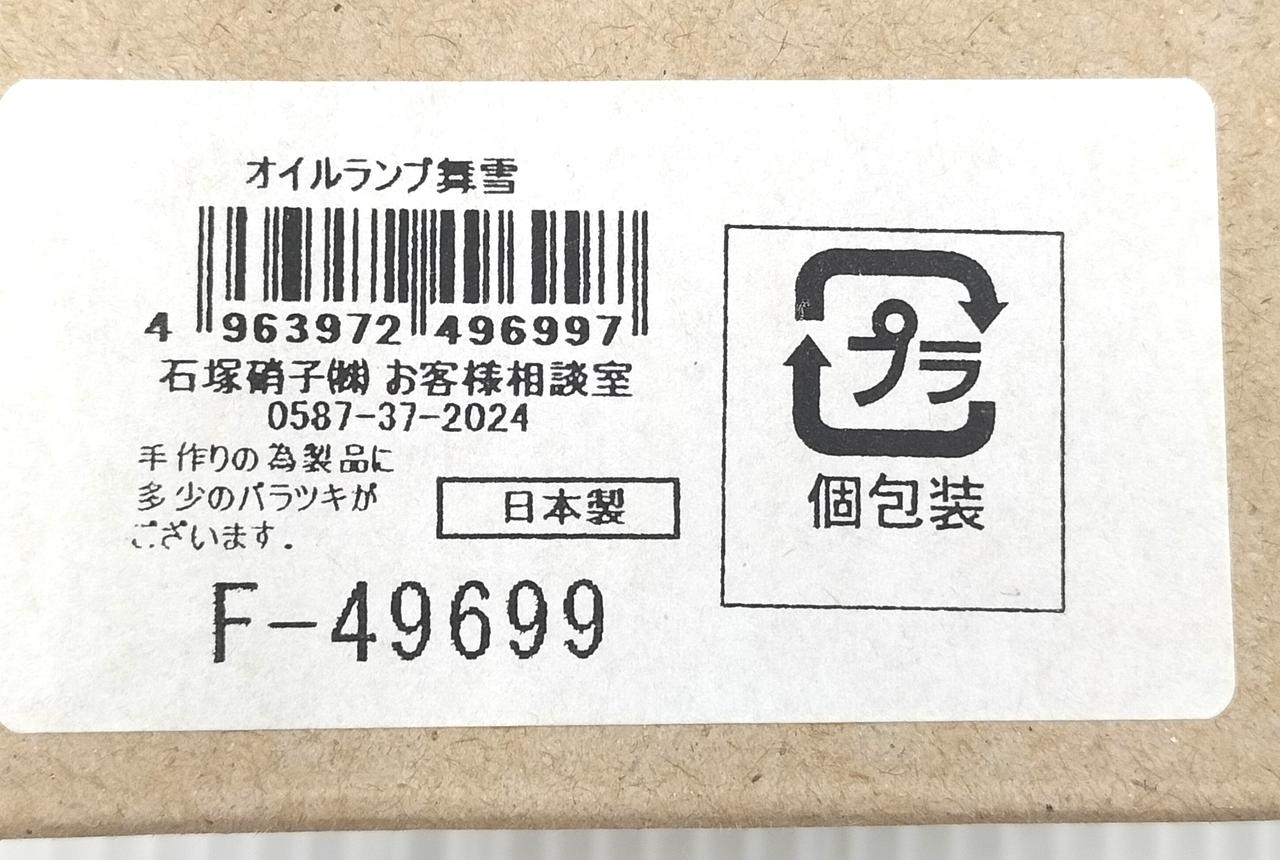 オイルランプ舞雪
4 963972 496997
石塚硝子㈱ お客様相談室
0587-37-2024
手作りの為製品に
多少のバラツキが
ございます.
日本製
F-49699
プラ
個包装